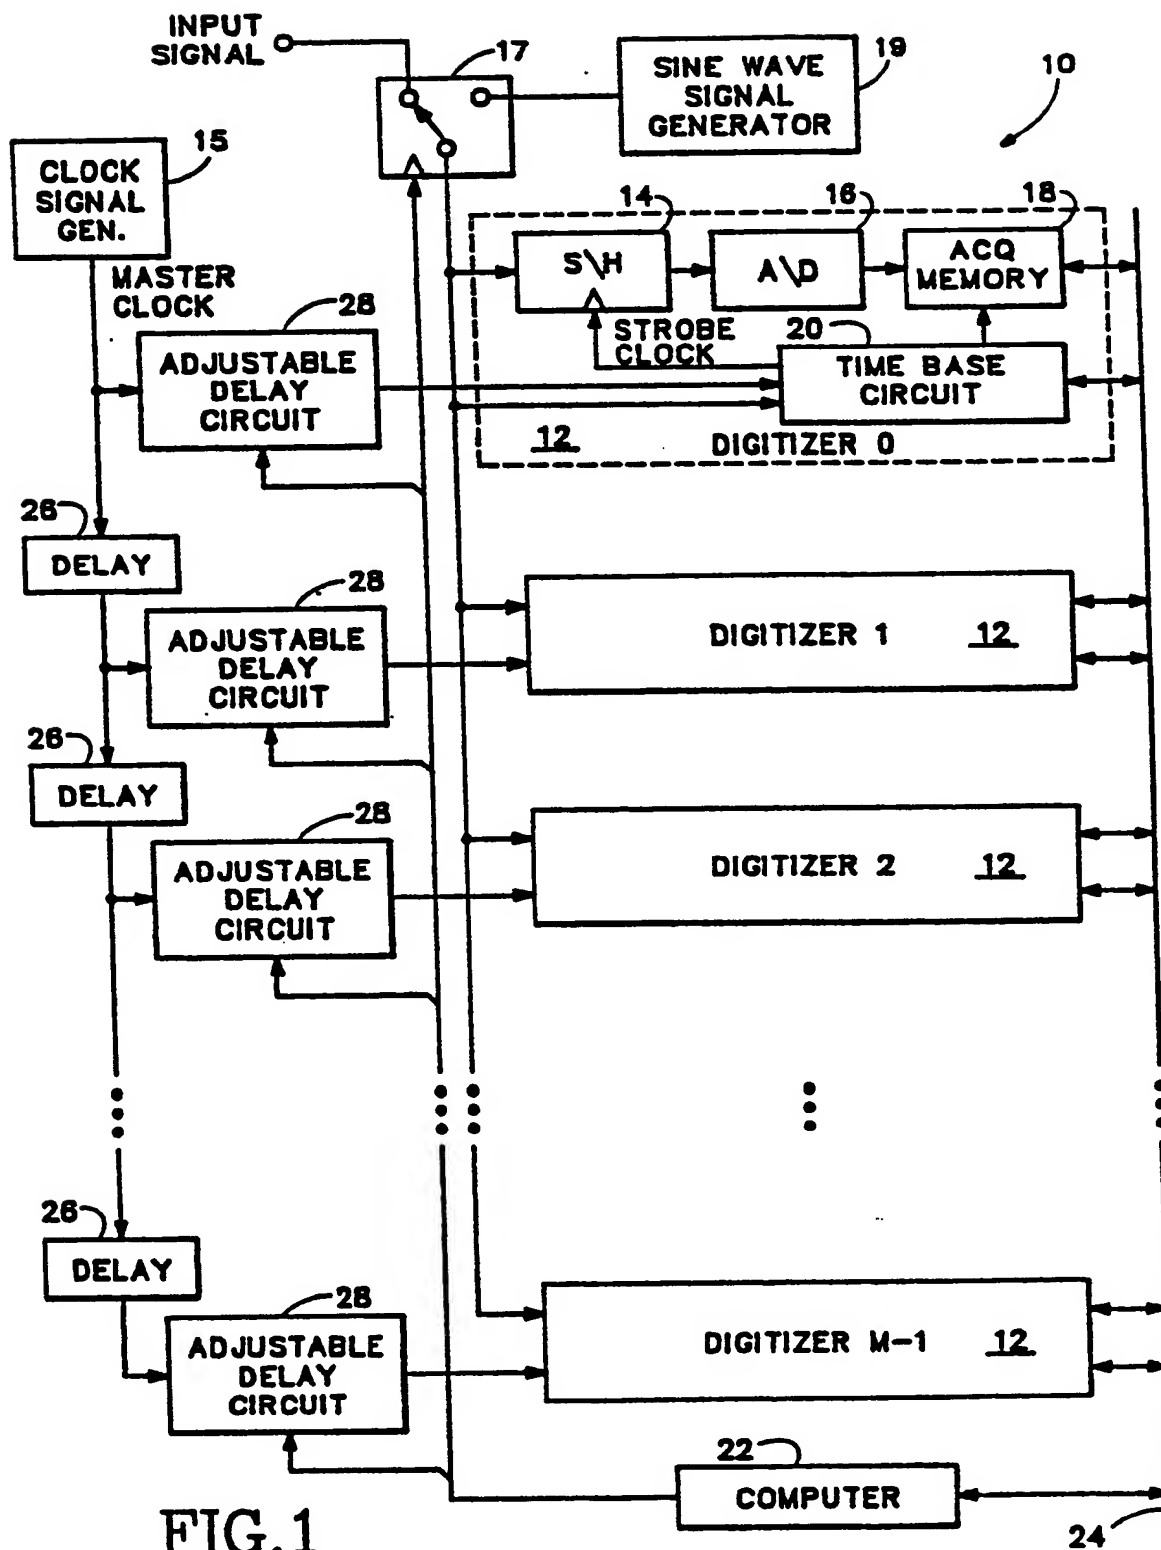 INPUT
SIGNAL
17
SINE WAVE
SIGNAL
GENERATOR
19
10
15
CLOCK
SIGNAL
GEN.
MASTER
CLOCK
14
16
18
S\H
A\D
ACQ
MEMORY
STROBE
CLOCK
20
TIME BASE
CIRCUIT
12
DIGITIZER 0
28
ADJUSTABLE
DELAY
CIRCUIT
26
DELAY
28
ADJUSTABLE
DELAY
CIRCUIT
DIGITIZER 1 12
26
DELAY
28
ADJUSTABLE
DELAY
CIRCUIT
DIGITIZER 2 12
26
DELAY
28
ADJUSTABLE
DELAY
CIRCUIT
DIGITIZER M-1 12
22
COMPUTER
24
FIG.1